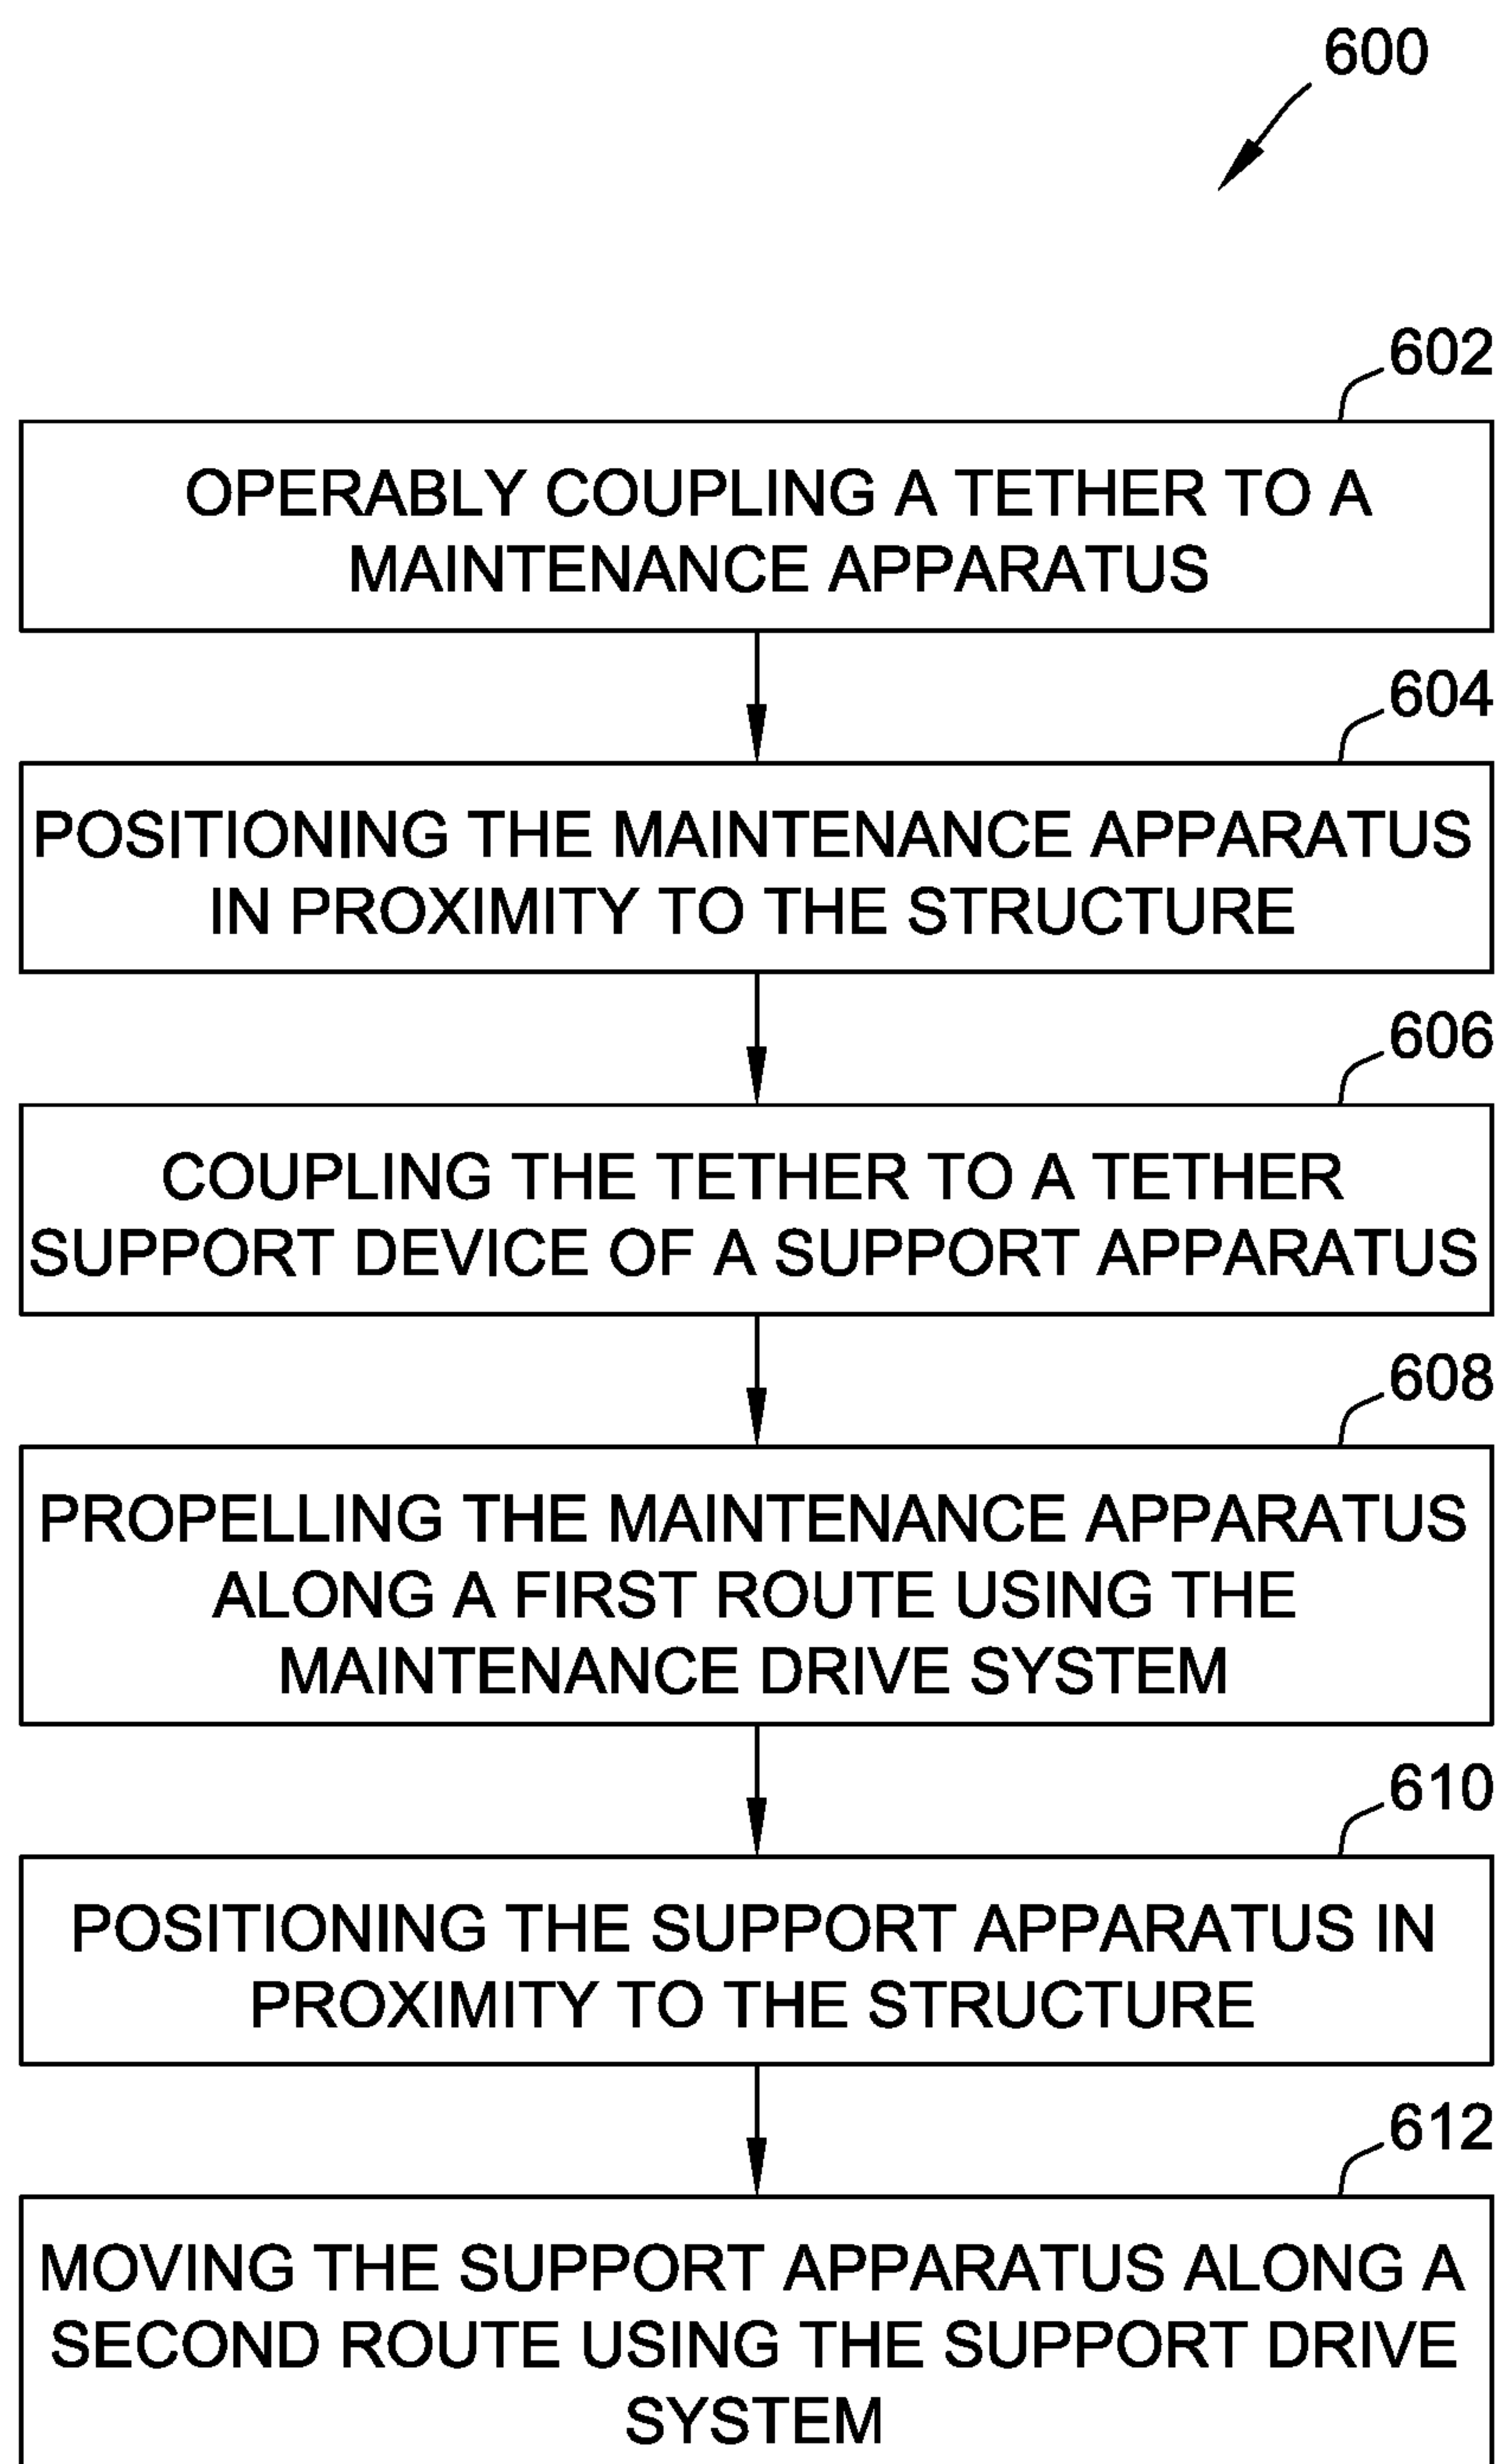 600
602
OPERABLY COUPLING A TETHER TO A
MAINTENANCE APPARATUS
604
POSITIONING THE MAINTENANCE APPARATUS
IN PROXIMITY TO THE STRUCTURE
606
COUPLING THE TETHER TO A TETHER
SUPPORT DEVICE OF A SUPPORT APPARATUS
608
PROPELLING THE MAINTENANCE APPARATUS
ALONG A FIRST ROUTE USING THE
MAINTENANCE DRIVE SYSTEM
610
POSITIONING THE SUPPORT APPARATUS IN
PROXIMITY TO THE STRUCTURE
612
MOVING THE SUPPORT APPARATUS ALONG A
SECOND ROUTE USING THE SUPPORT DRIVE
SYSTEM